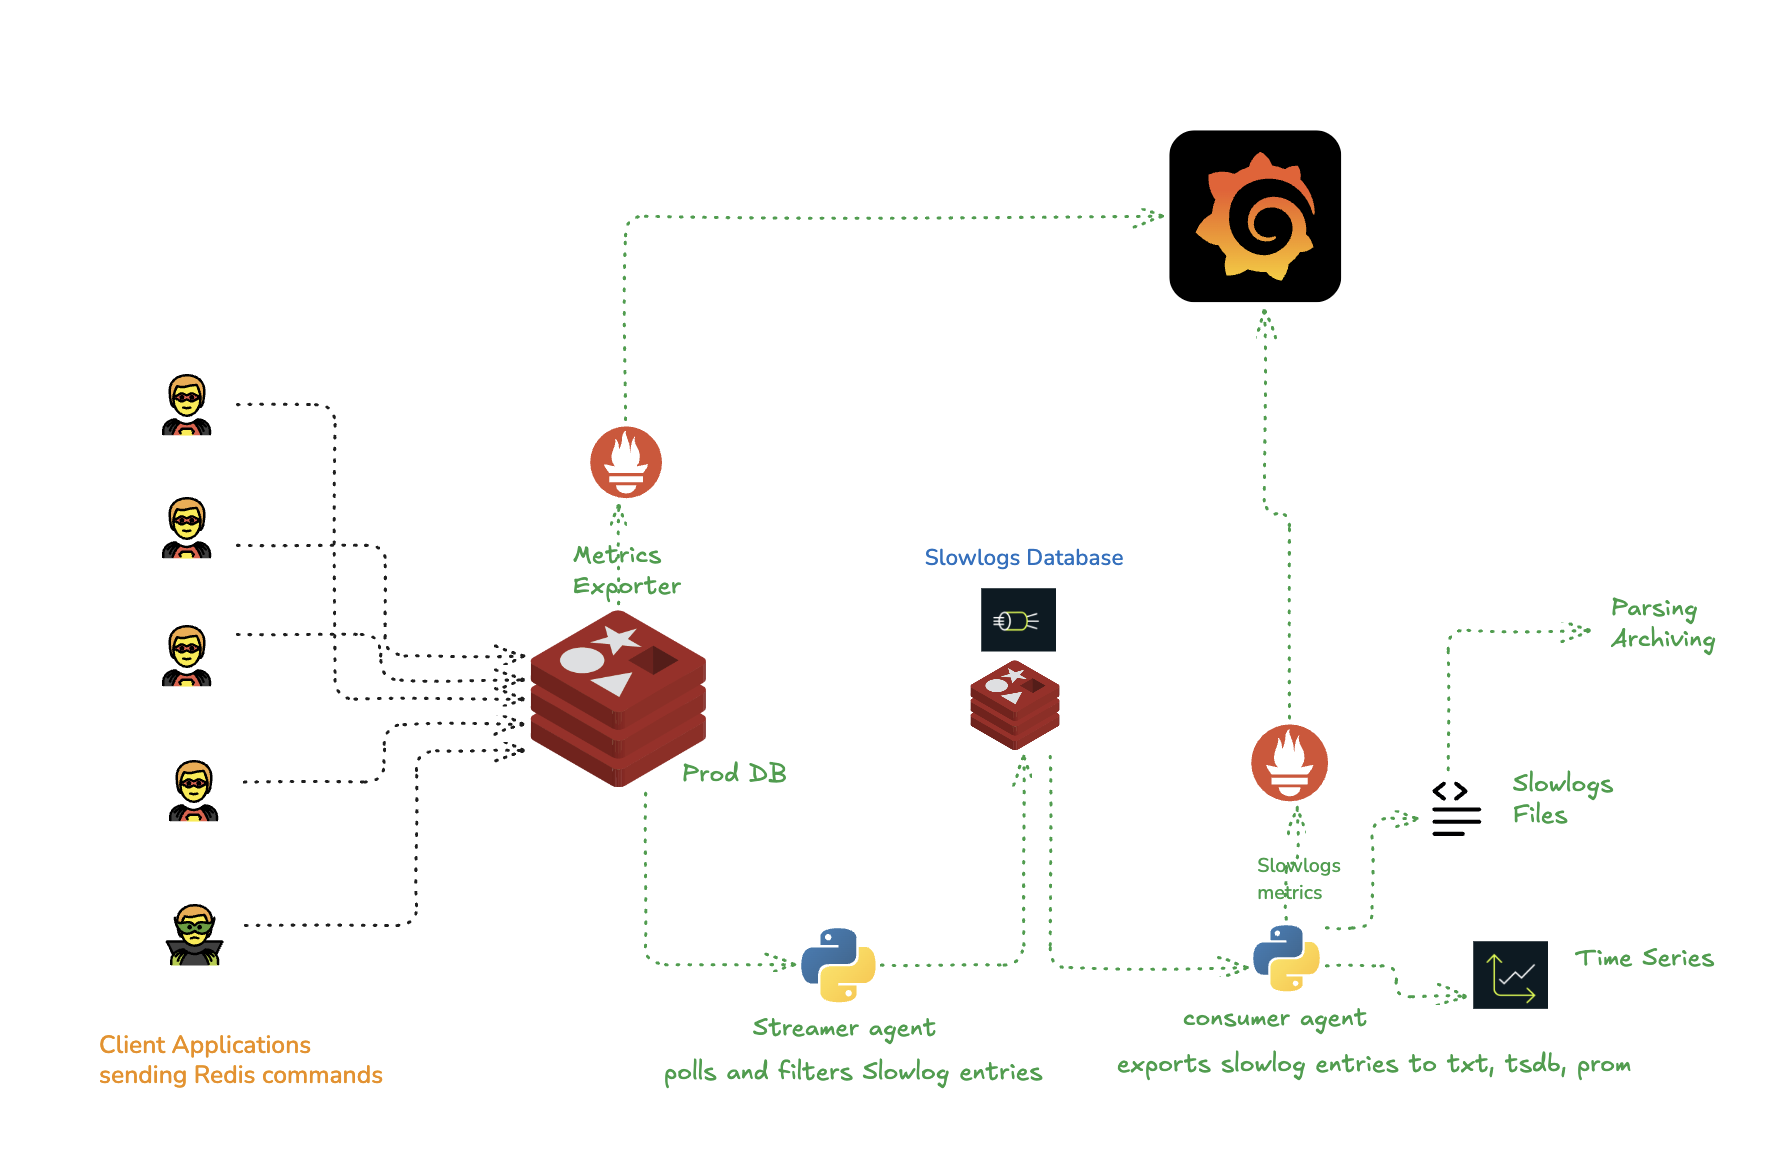 Metrics
Exporter
Slowlogs Database
Parsing
Archiving
Prod DB
Slowlogs
Files
Slowlogs
metrics
Time Series
Streamer agent
consumer agent
Client Applications
sending Redis commands
polls and filters Slowlog entries
exports slowlog entries to txt, tsdb, prom